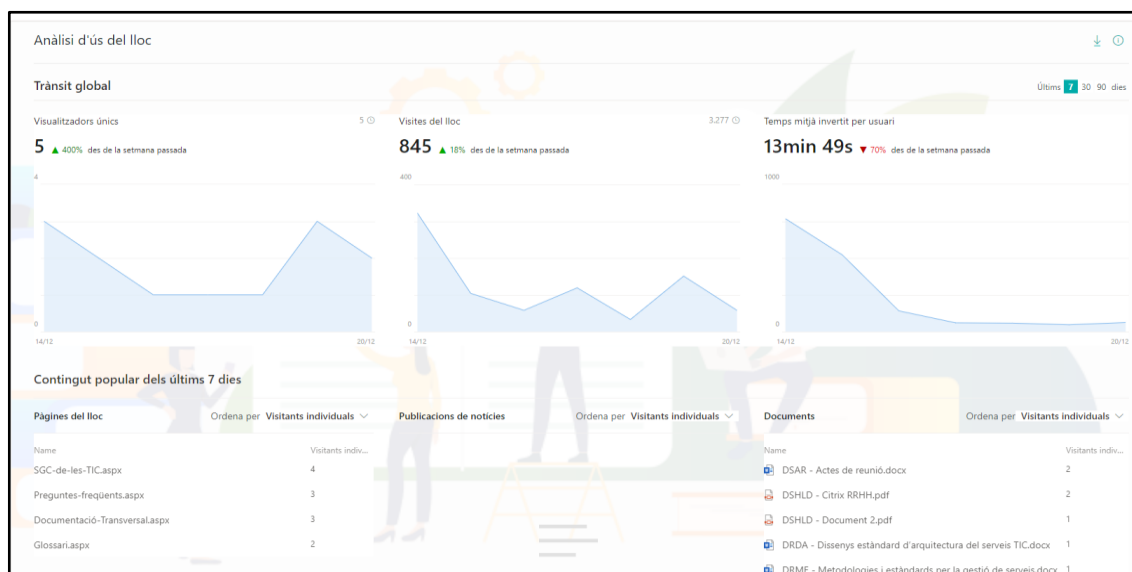 Anàlisi d'ús del lloc
Trànsit global
Últims 7 30 90 dies
Visualitzadors únics 5
5 ▲ 400% des de la setmana passada
4
0
14/12 20/12
Visites del lloc 3.277
845 ▲ 18% des de la setmana passada
400
0
14/12 20/12
Temps mitjà invertit per usuari
13min 49s ▼ 70% des de la setmana passada
1000
0
14/12 20/12
Contingut popular dels últims 7 dies
Pàgines del lloc Ordena per Visitants individuals
Name Visitants indiv...
SGC-de-les-TIC.aspx 4
Preguntes-freqüents.aspx 3
Documentació-Transversal.aspx 3
Glossari.aspx 2
Publicacions de notícies Ordena per Visitants individuals
Documents Ordena per Visitants individuals
Name Visitants indiv...
DSAR - Actes de reunió.docx 2
DSHLD - Citrix RRHH.pdf 2
DSHLD - Document 2.pdf 1
DRDA - Dissenys estàndard d'arquitectura del serveis TIC.docx 1
DRME - Metodologies i estàndards per la gestió de serveis.docx 1